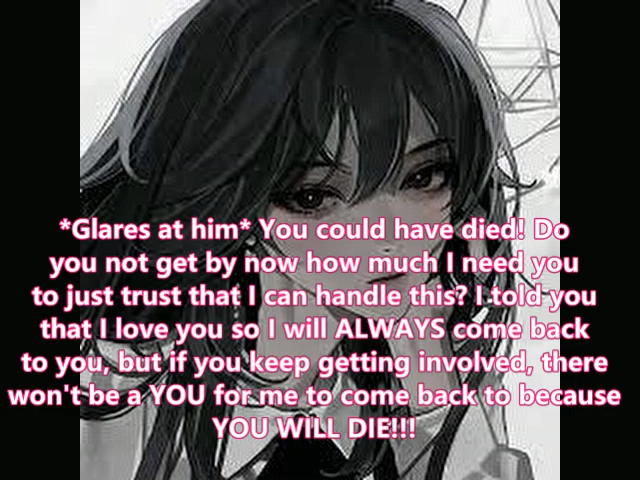 *Glares at him* You could have died! Do
you not get by now how much I need you
to just trust that I can handle this? I told you
that I love you so I will ALWAYS come back
to you, but if you keep getting involved, there
won't be a YOU for me to come back to because
YOU WILL DIE!!!